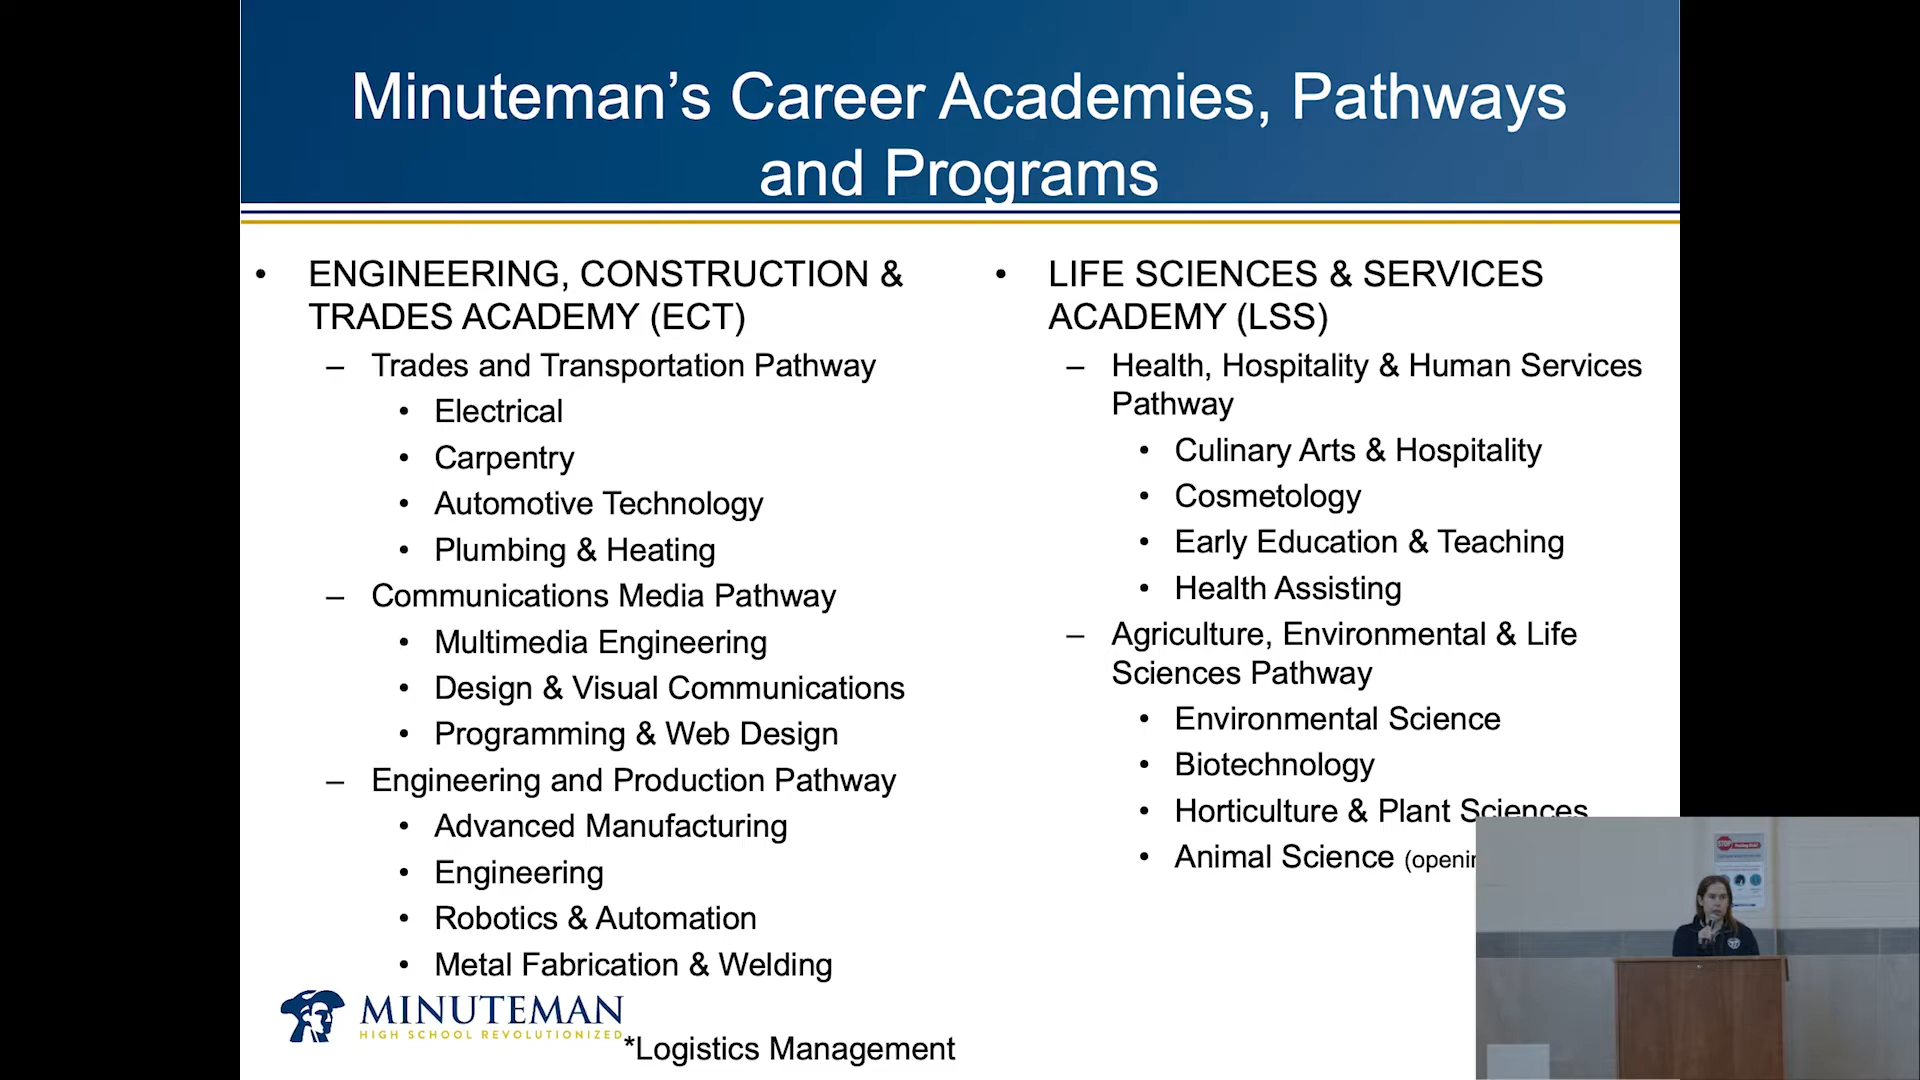 Minuteman's Career Academies, Pathways
and Programs
• ENGINEERING, CONSTRUCTION &
TRADES ACADEMY (ECT)
– Trades and Transportation Pathway
• Electrical
• Carpentry
• Automotive Technology
• Plumbing & Heating
– Communications Media Pathway
• Multimedia Engineering
• Design & Visual Communications
• Programming & Web Design
– Engineering and Production Pathway
• Advanced Manufacturing
• Engineering
• Robotics & Automation
• Metal Fabrication & Welding
MINUTEMAN
HIGH SCHOOL REVOLUTIONIZED
*Logistics Management
• LIFE SCIENCES & SERVICES
ACADEMY (LSS)
– Health, Hospitality & Human Services
Pathway
• Culinary Arts & Hospitality
• Cosmetology
• Early Education & Teaching
• Health Assisting
– Agriculture, Environmental & Life
Sciences Pathway
• Environmental Science
• Biotechnology
• Horticulture & Plant Sciences
• Animal Science
STOP